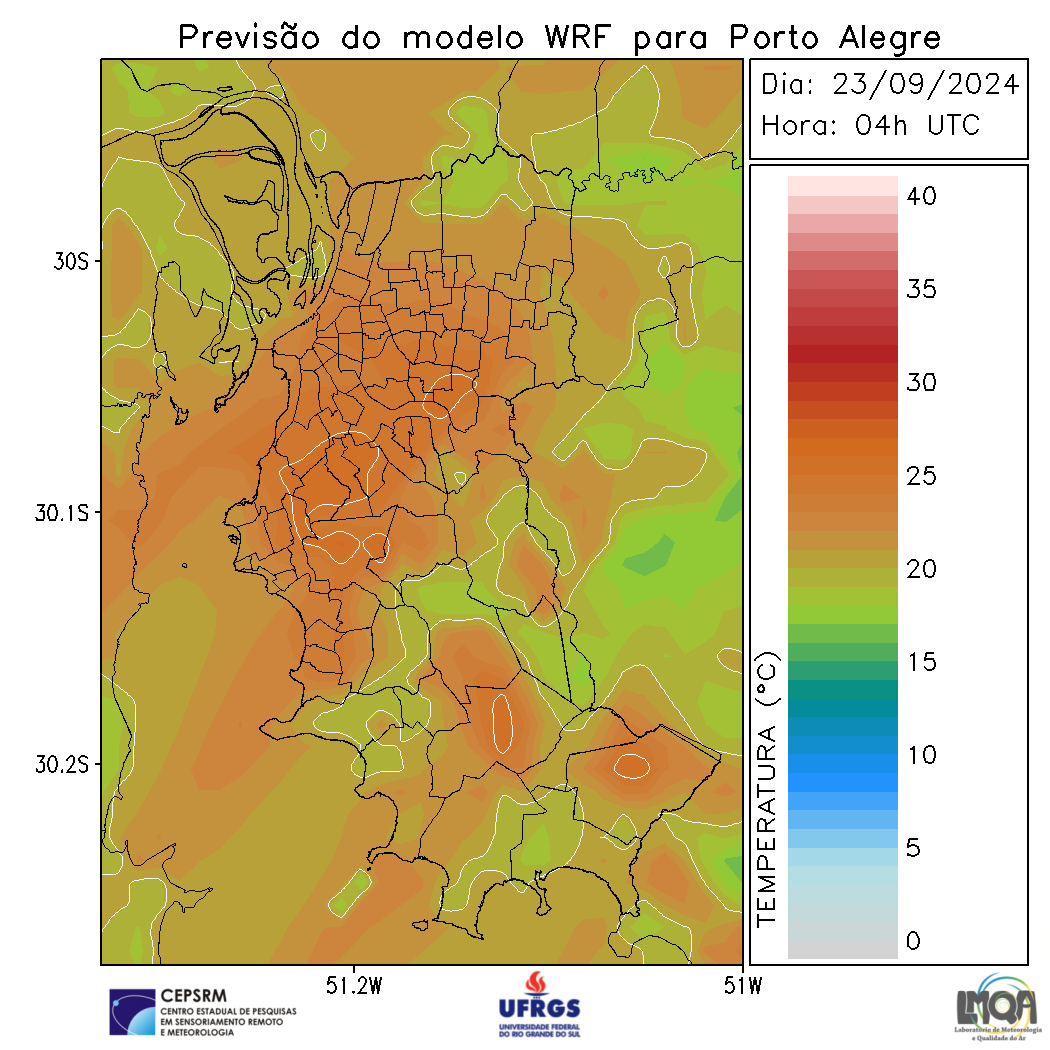 Previsão do modelo WRF para Porto Alegre
Dia: 23/09/2024
Hora: 04h UTC
40
35
30
25
20
15
10
5
0
TEMPERATURA (°C)
30S
30.1S
30.2S
51.2W
51W
CEPSRM
CENTRO ESTADUAL DE PESQUISAS
EM SENSORIAMENTO REMOTO
E METEOROLOGIA
UFRGS
UNIVERSIDADE FEDERAL
DO RIO GRANDE DO SUL
LMQA
Laboratório de Meteorologia
e Qualidade do Ar